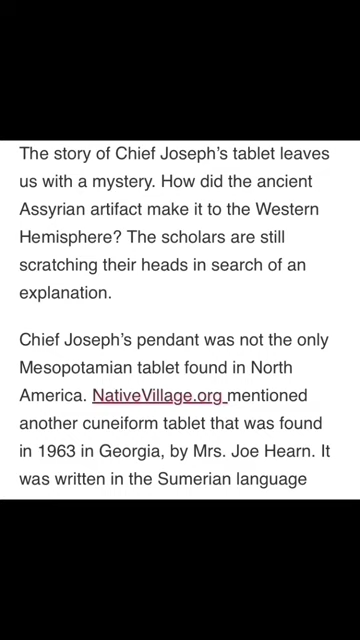 The story of Chief Joseph’s tablet leaves
us with a mystery. How did the ancient
Assyrian artifact make it to the Western
Hemisphere? The scholars are still
scratching their heads in search of an
explanation.
Chief Joseph’s pendant was not the only
Mesopotamian tablet found in North
America. NativeVillage.org mentioned
another cuneiform tablet that was found
in 1963 in Georgia, by Mrs. Joe Hearn. It
was written in the Sumerian language